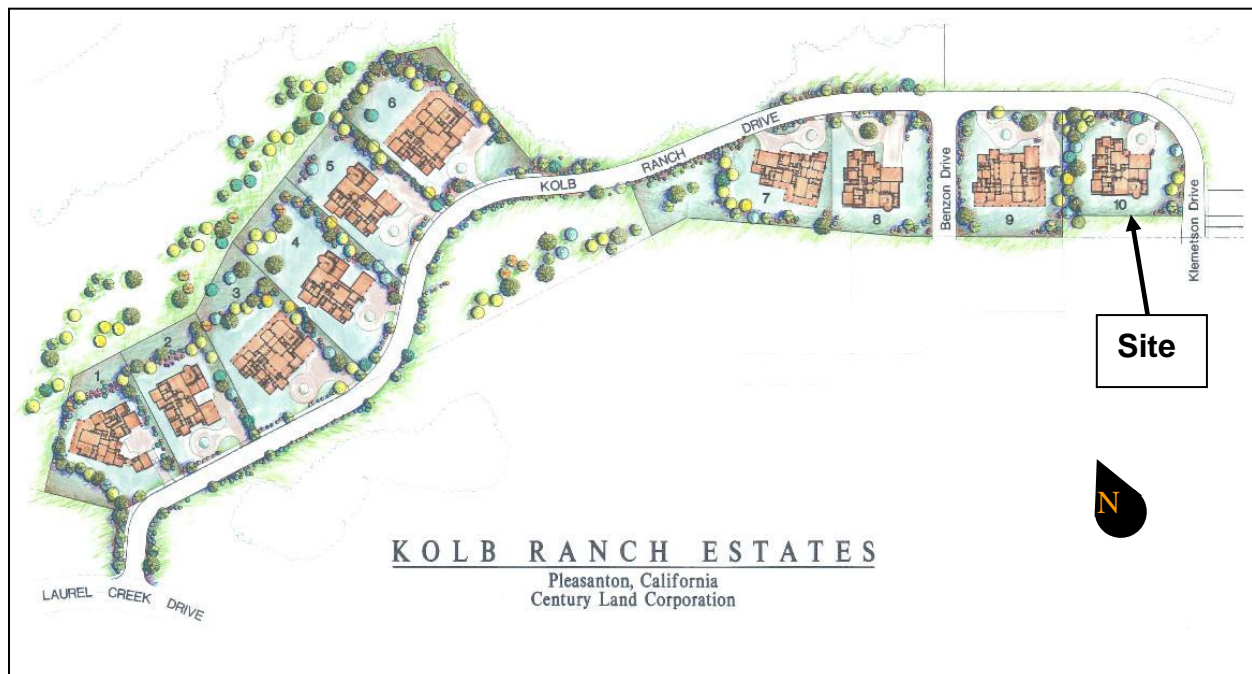 6
5
4
3
2
1
KOLB RANCH DRIVE
7
8
9
10
Benzon Drive
Klemetson Drive
Site
N
KOLB RANCH ESTATES
Pleasanton, California
Century Land Corporation
LAUREL CREEK DRIVE